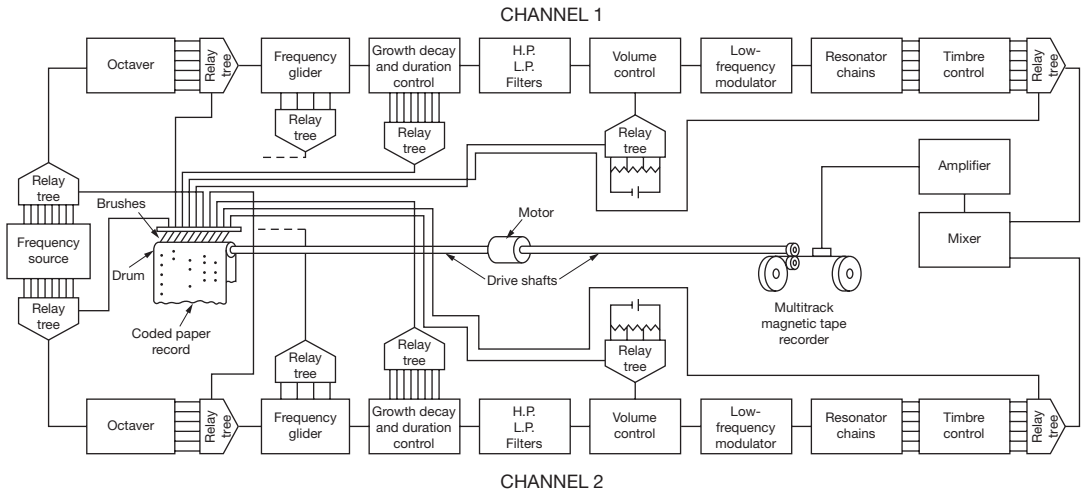 CHANNEL 1
Octaver
Relay
tree
Frequency
glider
Growth decay
and duration
control
H.P.
L.P.
Filters
Volume
control
Low-
frequency
modulator
Resonator
chains
Timbre
control
Relay
tree
Relay
tree
Relay
tree
Relay
tree
Relay
tree
Brushes
Frequency
source
Drum
Relay
tree
Coded paper
record
Motor
Drive shafts
Amplifier
Mixer
Multitrack
magnetic tape
recorder
Relay
tree
Relay
tree
Relay
tree
Octaver
Relay
tree
Frequency
glider
Growth decay
and duration
control
H.P.
L.P.
Filters
Volume
control
Low-
frequency
modulator
Resonator
chains
Timbre
control
Relay
tree
CHANNEL 2